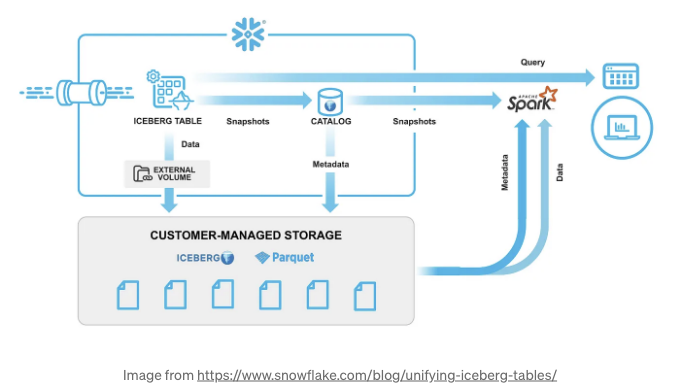 Query
APACHE
Spark
ICEBERG TABLE
Snapshots
CATALOG
Snapshots
Data
EXTERNAL
VOLUME
Metadata
Metadata
Data
CUSTOMER-MANAGED STORAGE
ICEBERG
Parquet
Image from https://www.snowflake.com/blog/unifying-iceberg-tables/